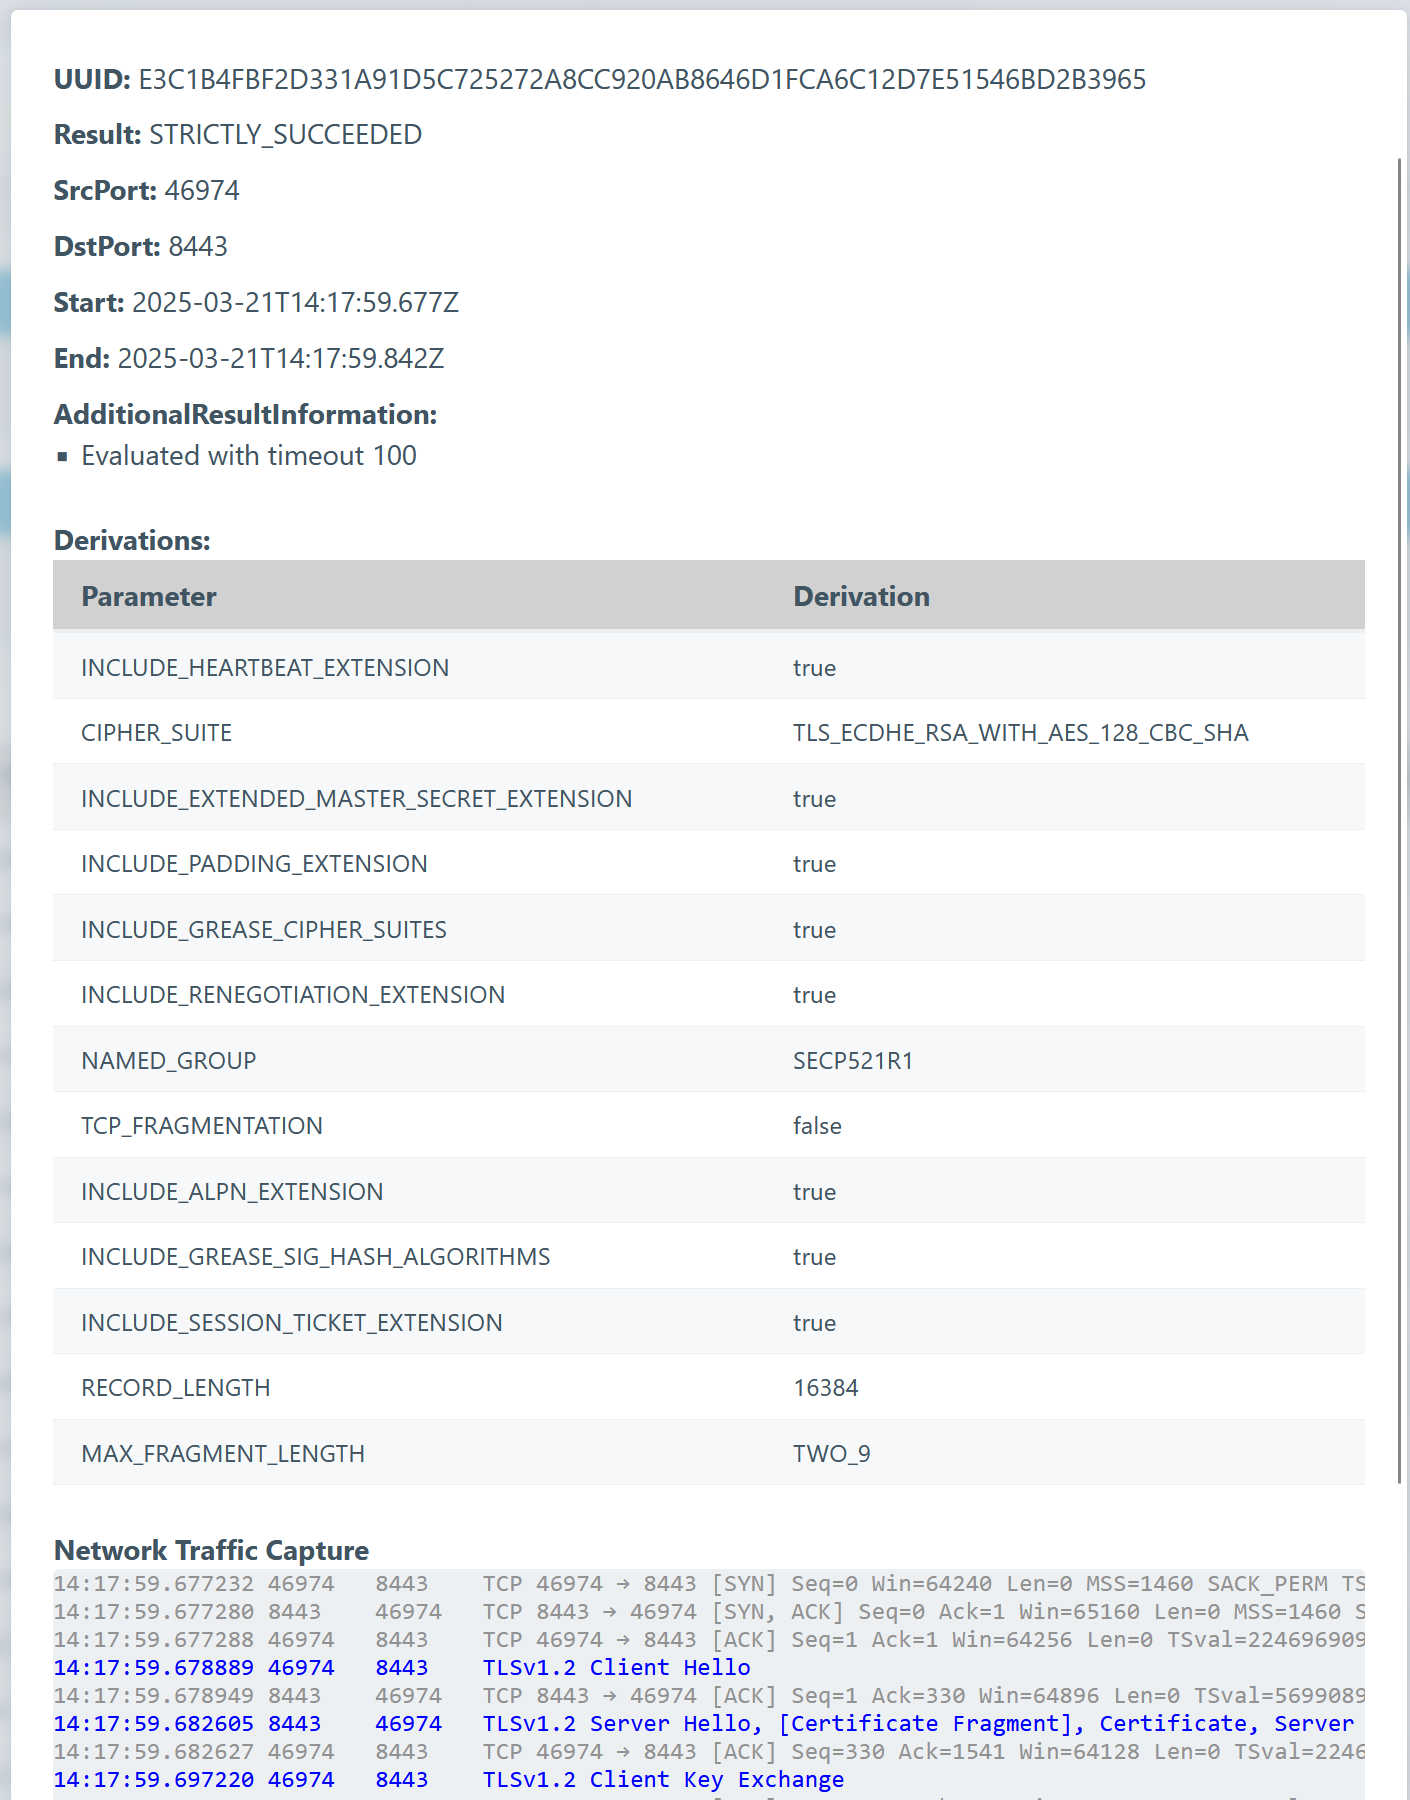 UUID: E3C1B4FBF2D331A91D5C725272A8CC920AB8646D1FCA6C12D7E51546BD2B3965
Result: STRICTLY_SUCCEEDED
SrcPort: 46974
DstPort: 8443
Start: 2025-03-21T14:17:59.677Z
End: 2025-03-21T14:17:59.842Z
AdditionalResultInformation:
▪ Evaluated with timeout 100
Derivations:
Parameter Derivation
INCLUDE_HEARTBEAT_EXTENSION true
CIPHER_SUITE TLS_ECDHE_RSA_WITH_AES_128_CBC_SHA
INCLUDE_EXTENDED_MASTER_SECRET_EXTENSION true
INCLUDE_PADDING_EXTENSION true
INCLUDE_GREASE_CIPHER_SUITES true
INCLUDE_RENEGOTIATION_EXTENSION true
NAMED_GROUP SECP521R1
TCP_FRAGMENTATION false
INCLUDE_ALPN_EXTENSION true
INCLUDE_GREASE_SIG_HASH_ALGORITHMS true
INCLUDE_SESSION_TICKET_EXTENSION true
RECORD_LENGTH 16384
MAX_FRAGMENT_LENGTH TWO_9
Network Traffic Capture
14:17:59.677232 46974 8443 TCP 46974 → 8443 [SYN] Seq=0 Win=64240 Len=0 MSS=1460 SACK_PERM TS
14:17:59.677280 8443 46974 TCP 8443 → 46974 [SYN, ACK] Seq=0 Ack=1 Win=65160 Len=0 MSS=1460 S
14:17:59.677288 46974 8443 TCP 46974 → 8443 [ACK] Seq=1 Ack=1 Win=64256 Len=0 TSval=224696909
14:17:59.678889 46974 8443 TLSv1.2 Client Hello
14:17:59.678949 8443 46974 TCP 8443 → 46974 [ACK] Seq=1 Ack=330 Win=64896 Len=0 TSval=5699089
14:17:59.682605 8443 46974 TLSv1.2 Server Hello, [Certificate Fragment], Certificate, Server
14:17:59.682627 46974 8443 TCP 46974 → 8443 [ACK] Seq=330 Ack=1541 Win=64128 Len=0 TSval=2246
14:17:59.697220 46974 8443 TLSv1.2 Client Key Exchange